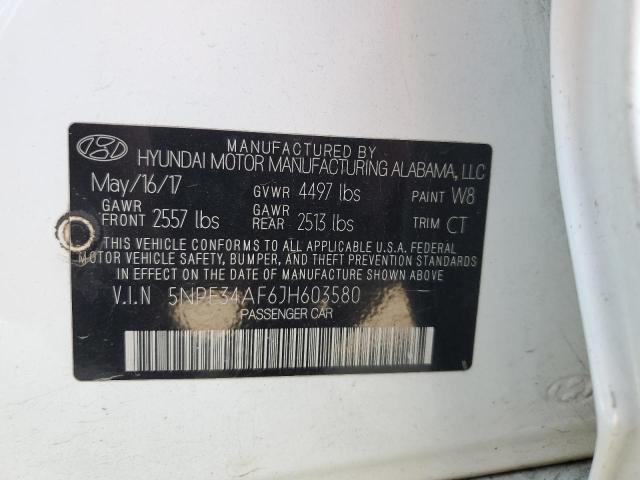 MANUFACTURED BY
HYUNDAI MOTOR MANUFACTURING ALABAMA, LLC
May/16/17 GVWR 4497 lbs PAINT W8
GAWR FRONT 2557 lbs GAWR REAR 2513 lbs TRIM CT
THIS VEHICLE CONFORMS TO ALL APPLICABLE U.S.A. FEDERAL
MOTOR VEHICLE SAFETY, BUMPER, AND THEFT PREVENTION STANDARDS
IN EFFECT ON THE DATE OF MANUFACTURE SHOWN ABOVE.
V.I.N 5NPE34AF6JH603580
PASSENGER CAR